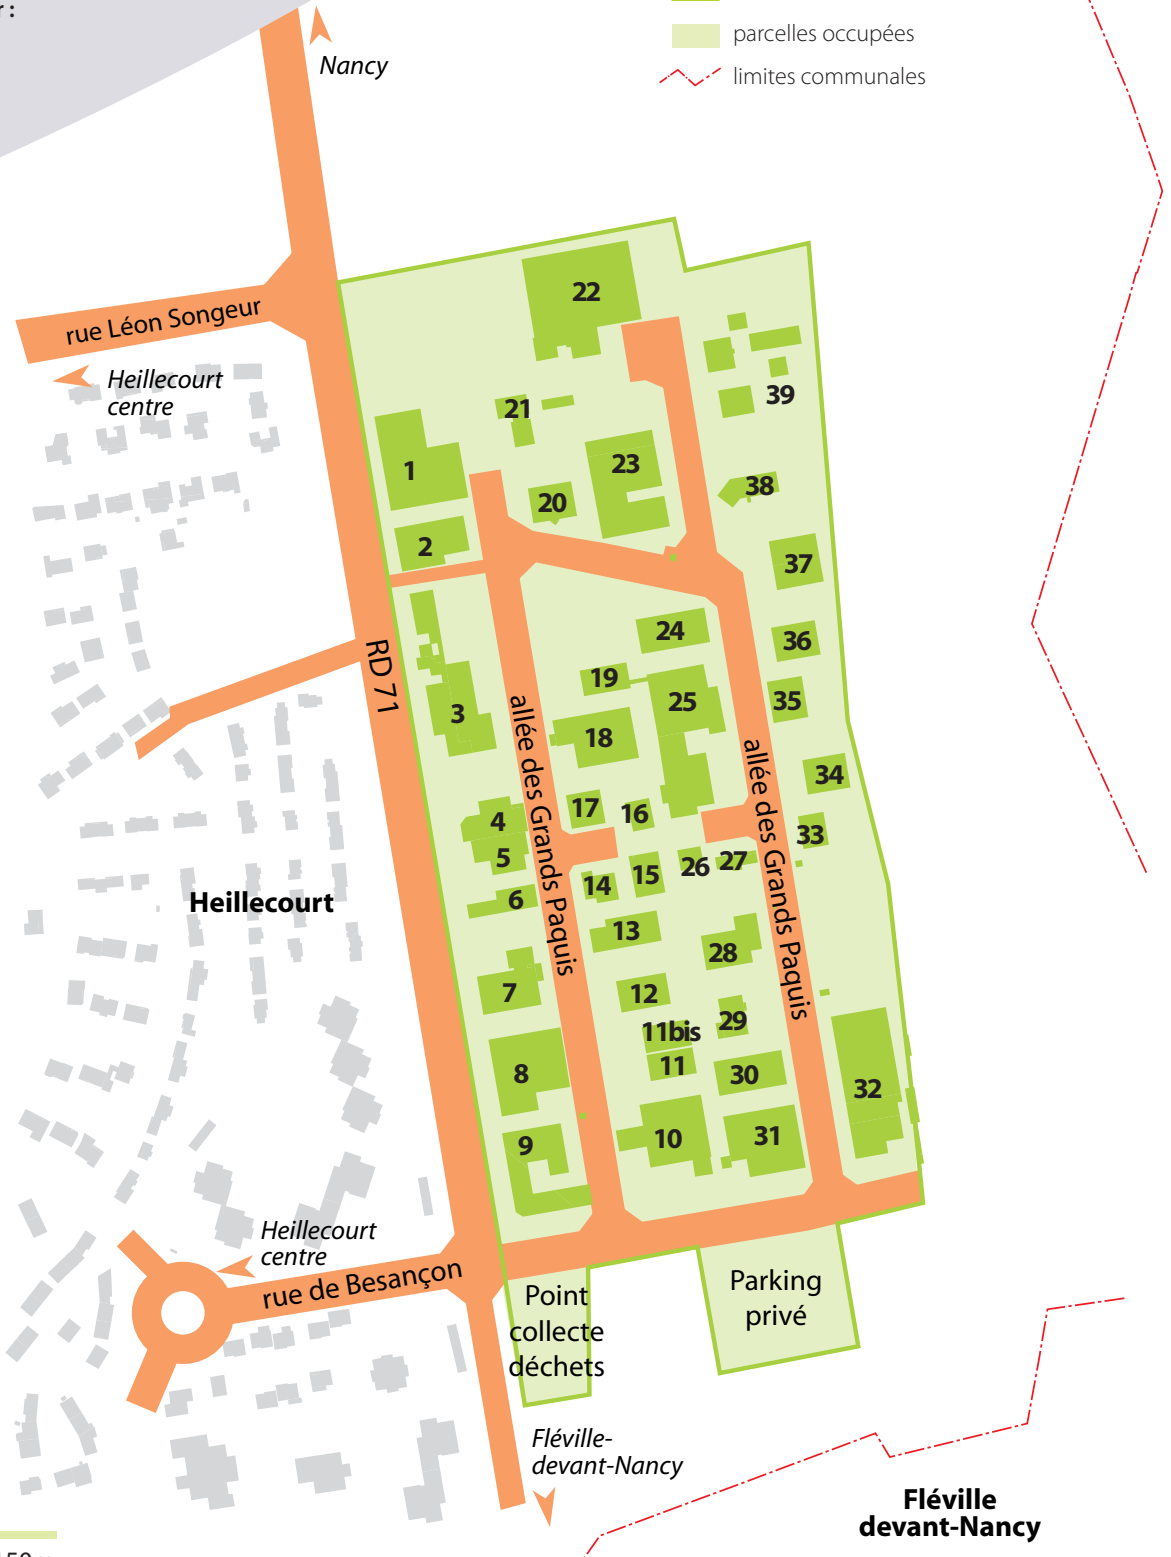 r :
parcelles occupées
limites communales
Nancy
rue Léon Songeur
Heillecourt
centre
22
39
21
1
23
20
38
2
37
24
36
RD 71
19
25
35
3
18
allée des Grands Paquis
allée des Grands Paquis
34
17
16
4
33
5
15
26
27
14
6
Heillecourt
13
28
7
12
29
11bis
11
30
8
32
9
10
31
Heillecourt
centre
rue de Besançon
Point
collecte
déchets
Parking
privé
Fléville-
devant-Nancy
Fléville
devant-Nancy